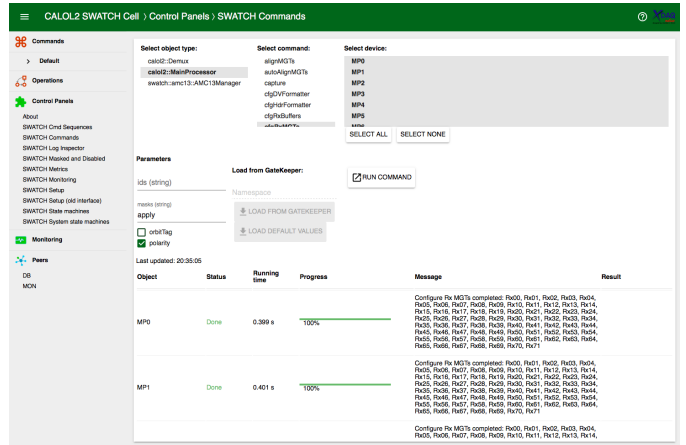 CALOL2 SWATCH Cell 〉Control Panels 〉SWATCH Commands
Commands
Default
Operations
Control Panels
About
SWATCH Cmd Sequences
SWATCH Commands
SWATCH Log Inspector
SWATCH Masked and Disabled
SWATCH Metrics
SWATCH Monitoring
SWATCH Setup
SWATCH Setup (old interface)
SWATCH State machines
SWATCH System state machines
Monitoring
Peers
DB
MON
Select object type:
calol2::Demux
calol2::MainProcessor
swatch::amc13::AMC13Manager
Select command:
alignMGTs
autoAlignMGTs
capture
cfgDVFormatter
cfgHdrFormatter
cfgRxBuffers
cfgRxMGTs
Select device:
MP0
MP1
MP2
MP3
MP4
MP5
MP6
SELECT ALL SELECT NONE
Parameters
ids (string)
masks (string)
apply
orbitTag
polarity
Load from GateKeeper:
Namespace
LOAD FROM GATEKEEPER
LOAD DEFAULT VALUES
RUN COMMAND
Last updated: 20:35:05
Object Status Running time Progress Message Result
MP0 Done 0.399 s 100%
Configure Rx MGTs completed: Rx00, Rx01, Rx02, Rx03, Rx04,
Rx05, Rx06, Rx07, Rx08, Rx09, Rx10, Rx11, Rx12, Rx13, Rx14,
Rx15, Rx16, Rx17, Rx18, Rx19, Rx20, Rx21, Rx22, Rx23, Rx24,
Rx25, Rx26, Rx27, Rx28, Rx29, Rx30, Rx31, Rx32, Rx33, Rx34,
Rx35, Rx36, Rx37, Rx38, Rx39, Rx40, Rx41, Rx42, Rx43, Rx44,
Rx45, Rx46, Rx47, Rx48, Rx49, Rx50, Rx51, Rx52, Rx53, Rx54,
Rx55, Rx56, Rx57, Rx58, Rx59, Rx60, Rx61, Rx62, Rx63, Rx64,
Rx65, Rx66, Rx67, Rx68, Rx69, Rx70, Rx71
MP1 Done 0.401 s 100%
Configure Rx MGTs completed: Rx00, Rx01, Rx02, Rx03, Rx04,
Rx05, Rx06, Rx07, Rx08, Rx09, Rx10, Rx11, Rx12, Rx13, Rx14,
Rx15, Rx16, Rx17, Rx18, Rx19, Rx20, Rx21, Rx22, Rx23, Rx24,
Rx25, Rx26, Rx27, Rx28, Rx29, Rx30, Rx31, Rx32, Rx33, Rx34,
Rx35, Rx36, Rx37, Rx38, Rx39, Rx40, Rx41, Rx42, Rx43, Rx44,
Rx45, Rx46, Rx47, Rx48, Rx49, Rx50, Rx51, Rx52, Rx53, Rx54,
Rx55, Rx56, Rx57, Rx58, Rx59, Rx60, Rx61, Rx62, Rx63, Rx64,
Rx65, Rx66, Rx67, Rx68, Rx69, Rx70, Rx71
Configure Rx MGTs completed: Rx00, Rx01, Rx02, Rx03, Rx04,
Rx05, Rx06, Rx07, Rx08, Rx09, Rx10, Rx11, Rx12, Rx13, Rx14,